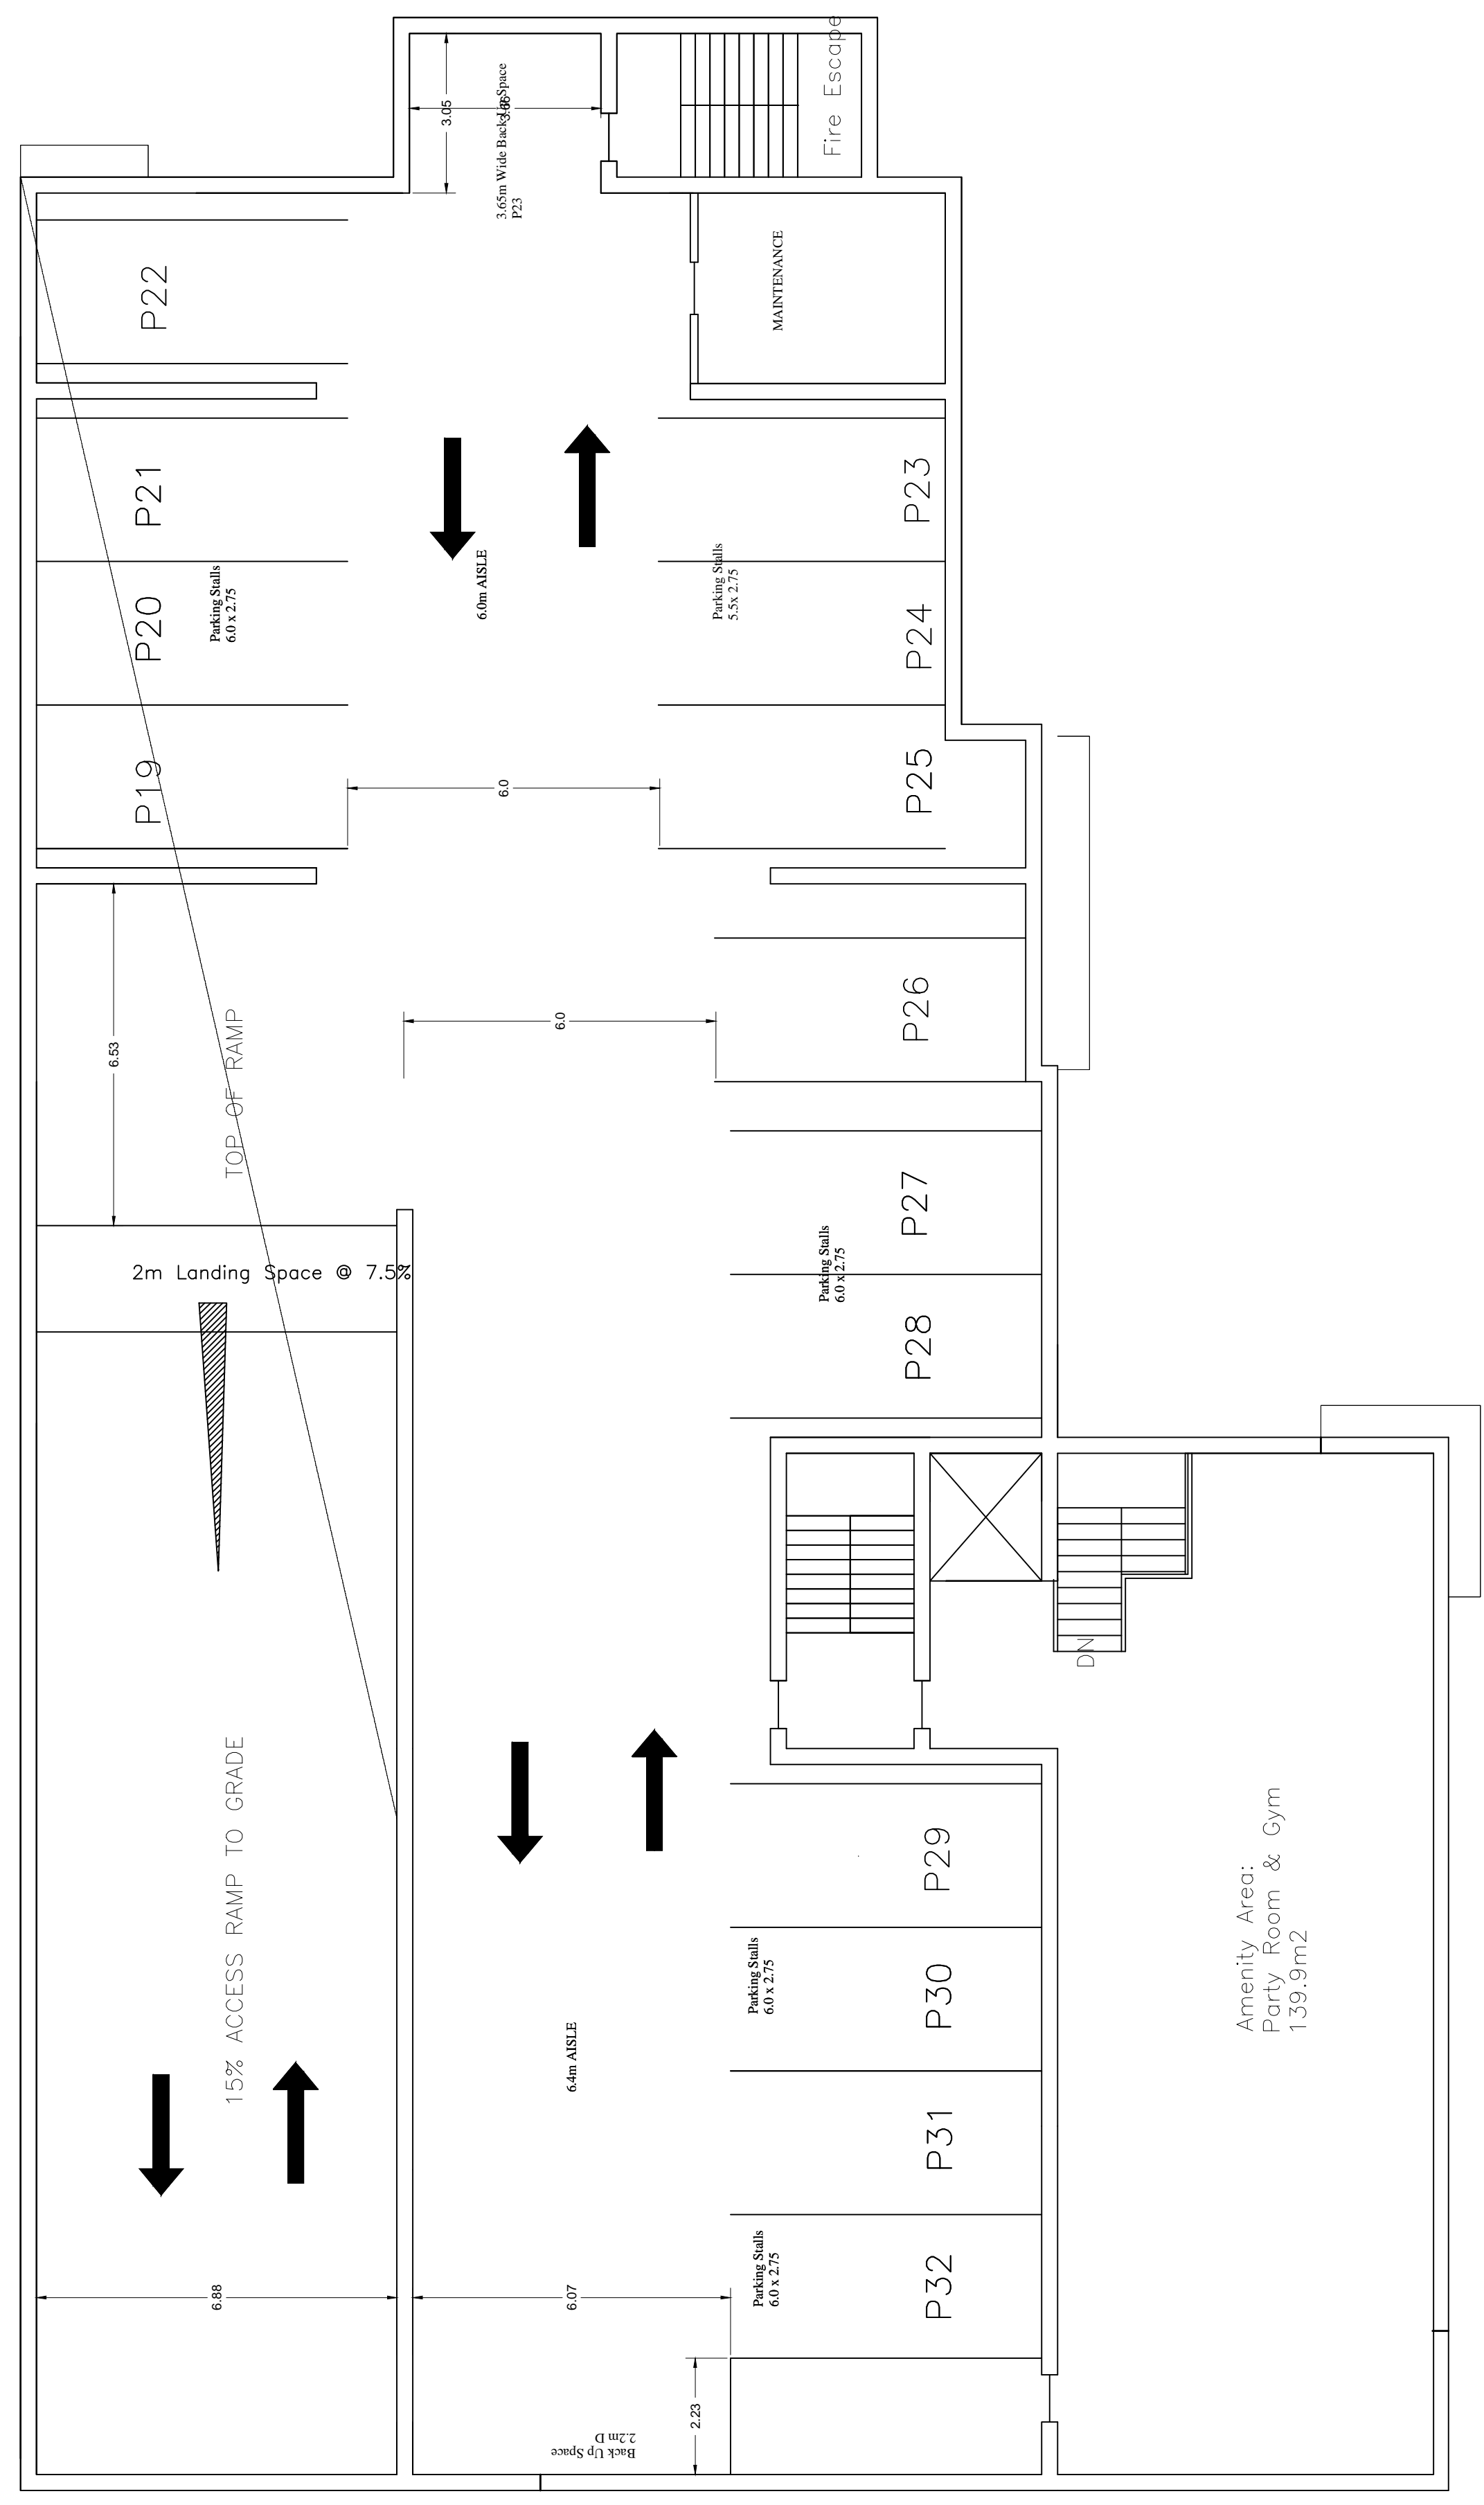 Fire Escape
3.05
3.66
3.65m Wide Back Up Space
P23
MAINTENANCE
P22
P21
P23
Parking Stalls
6.0 x 2.75
6.0m AISLE
Parking Stalls
5.5x 2.75
P20
P24
P19
6.0
P25
6.53
TOP OF RAMP
6.0
P26
P27
2m Landing Space @ 7.5%
Parking Stalls
6.0 x 2.75
P28
DN
15% ACCESS RAMP TO GRADE
P29
Amenity Area:
Party Room & Gym
139.9m2
Parking Stalls
6.0 x 2.75
P30
6.4m AISLE
P31
Parking Stalls
6.0 x 2.75
P32
6.88
6.07
2.23
Back Up Space
2.2m D